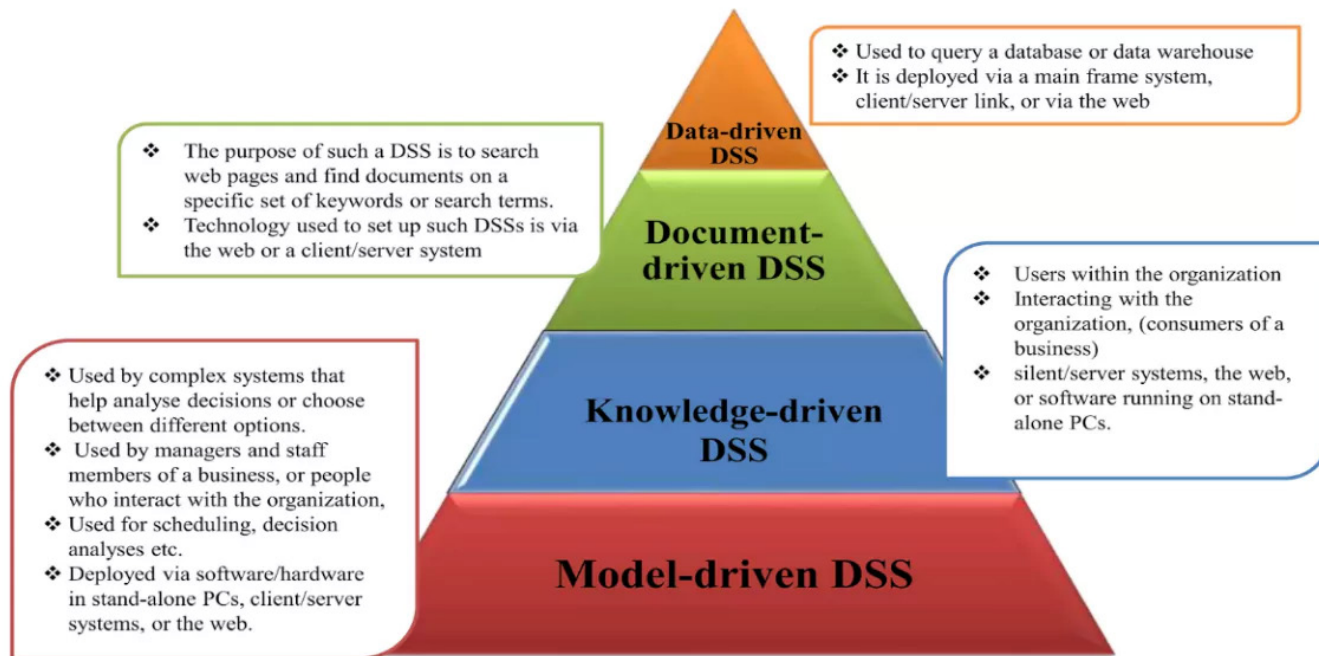 ❖ Used to query a database or data warehouse
❖ It is deployed via a main frame system,
client/server link, or via the web
Data-driven
DSS
❖ The purpose of such a DSS is to search
web pages and find documents on a
specific set of keywords or search terms.
❖ Technology used to set up such DSSs is via
the web or a client/server system
Document-
driven DSS
❖ Users within the organization
❖ Interacting with the
organization, (consumers of a
business)
❖ silent/server systems, the web,
or software running on stand-
alone PCs.
Knowledge-driven
DSS
❖ Used by complex systems that
help analyse decisions or choose
between different options.
❖ Used by managers and staff
members of a business, or people
who interact with the organization,
❖ Used for scheduling, decision
analyses etc.
❖ Deployed via software/hardware
in stand-alone PCs, client/server
systems, or the web.
Model-driven DSS